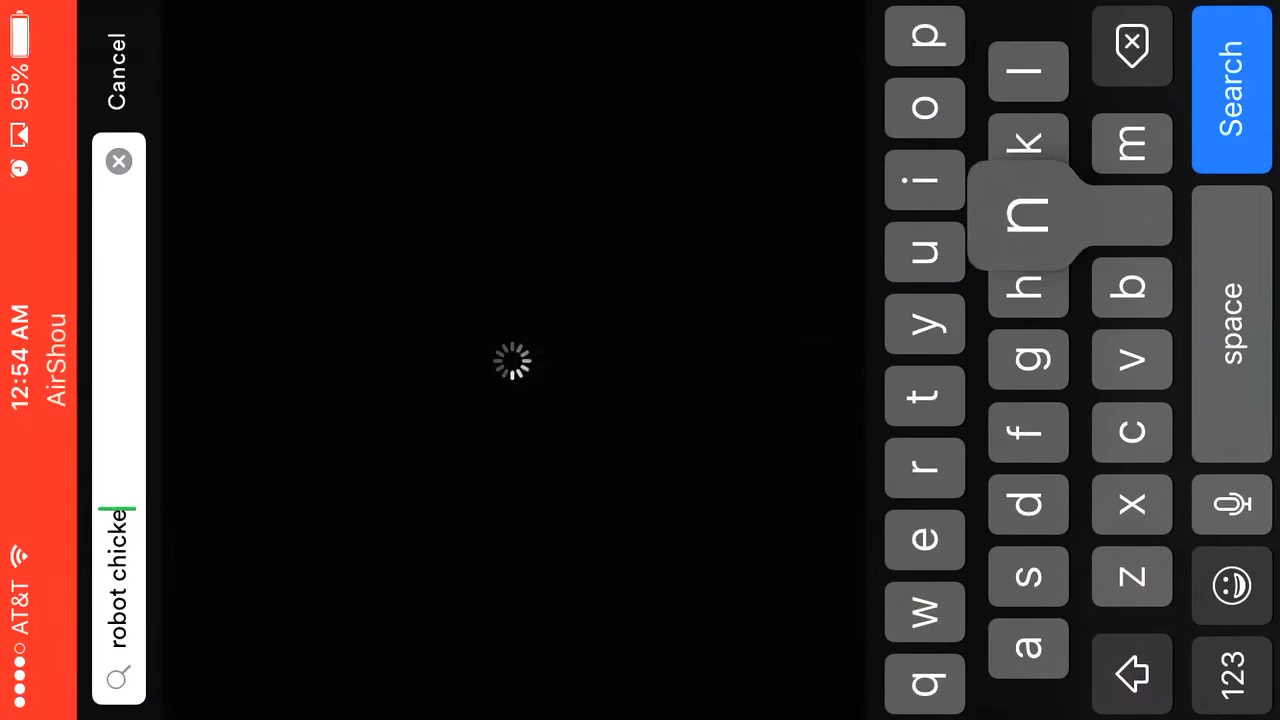 AT&T 12:54 AM 95%
AirShou
robot chicke
Cancel
q w e r t y u i o p
a s d f g h n k l
z x c v b m
123 space Search